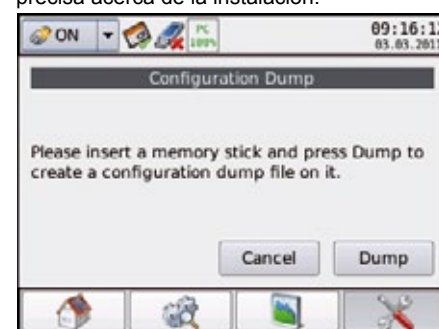 precisa acerca de la instalación.
ON
PC
100%
09:16:12
03.03.2011
Configuration Dump
Please insert a memory stick and press Dump to
create a configuration dump file on it.
Cancel
Dump